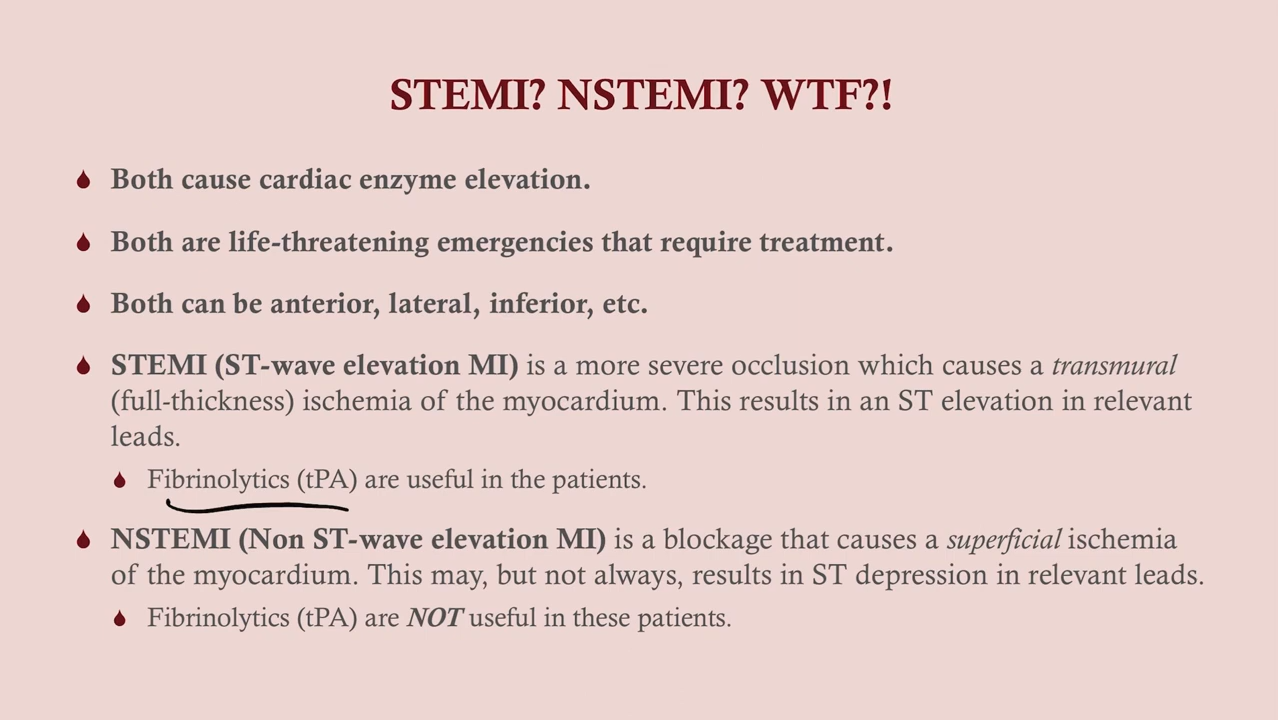 STEMI? NSTEMI? WTF?!
Both cause cardiac enzyme elevation.
Both are life-threatening emergencies that require treatment.
Both can be anterior, lateral, inferior, etc.
STEMI (ST-wave elevation MI) is a more severe occlusion which causes a transmural
(full-thickness) ischemia of the myocardium. This results in an ST elevation in relevant
leads.
Fibrinolytics (tPA) are useful in the patients.
NSTEMI (Non ST-wave elevation MI) is a blockage that causes a superficial ischemia
of the myocardium. This may, but not always, results in ST depression in relevant leads.
Fibrinolytics (tPA) are NOT useful in these patients.